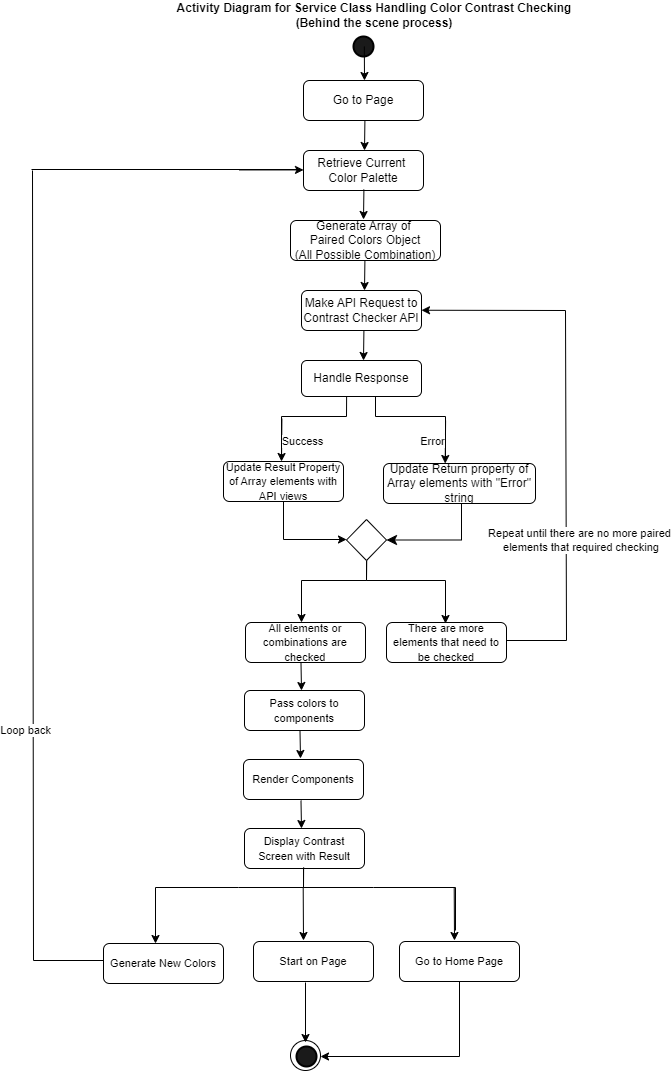 Activity Diagram for Service Class Handling Color Contrast Checking
(Behind the scene process)
Go to Page
Retrieve Current
Color Palette
Generate Array of
Paired Colors Object
(All Possible Combination)
Make API Request to
Contrast Checker API
Handle Response
Success
Error
Update Result Property
of Array elements with
API views
Update Return property of
Array elements with "Error"
string
Repeat until there are no more paired
elements that required checking
All elements or
combinations are
checked
There are more
elements that need to
be checked
Pass colors to
components
Loop back
Render Components
Display Contrast
Screen with Result
Generate New Colors
Start on Page
Go to Home Page